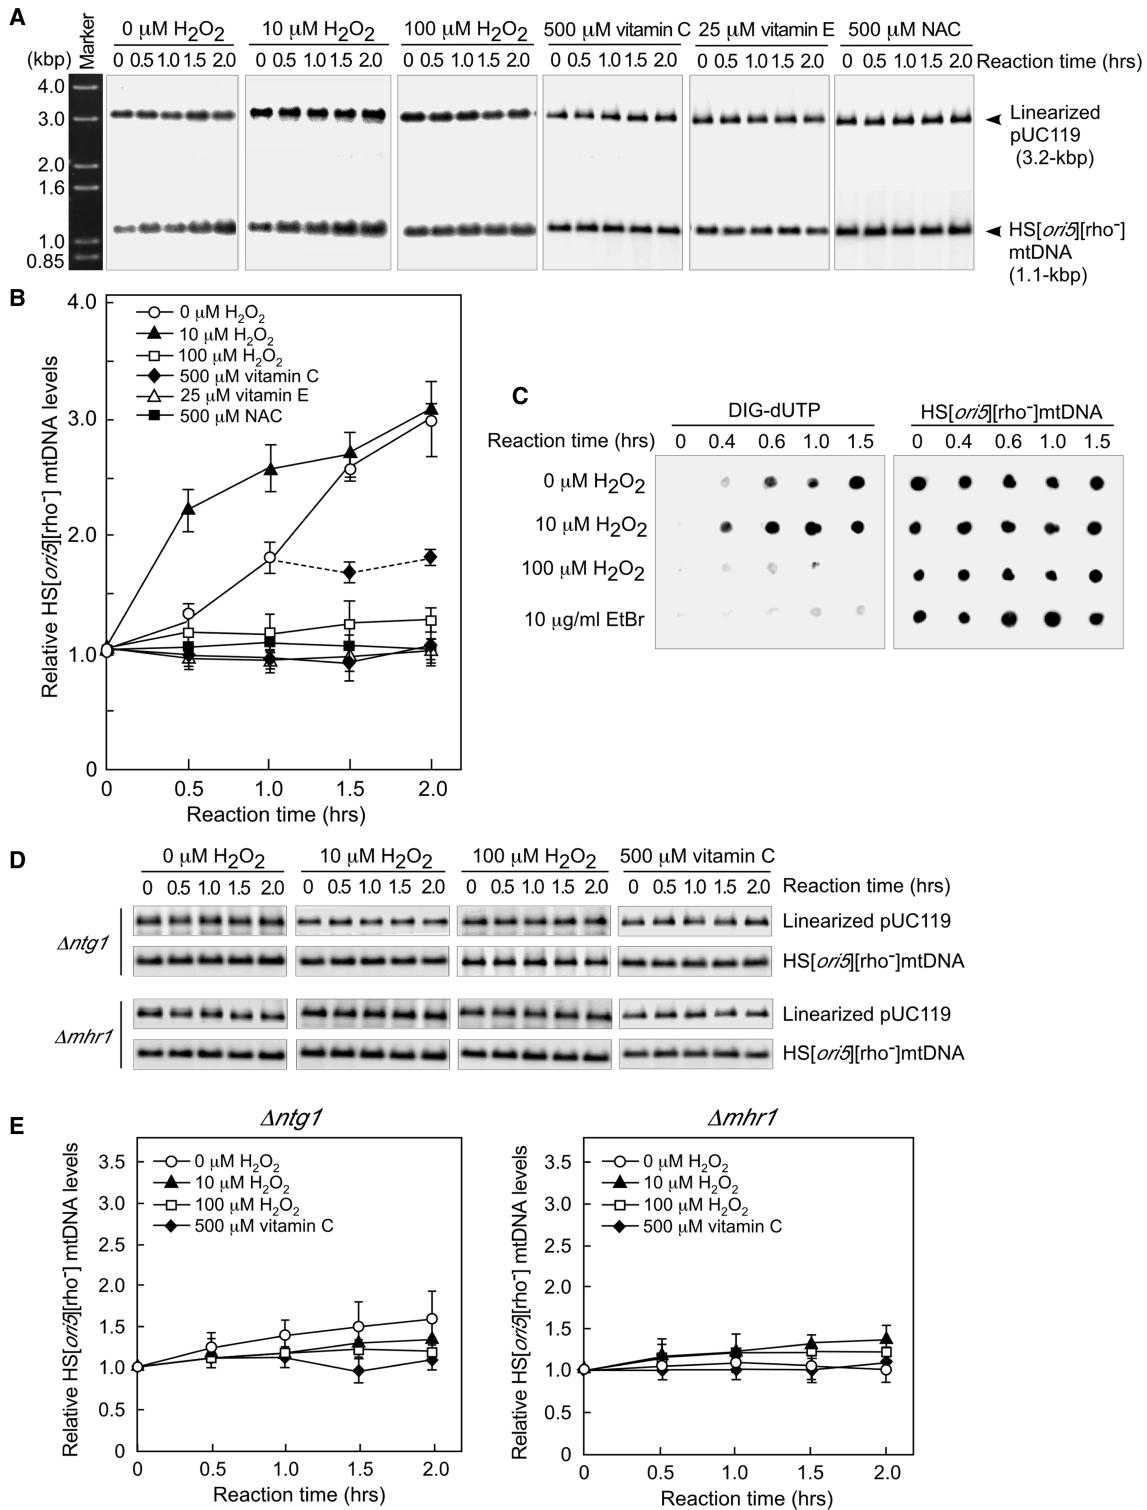 A
Marker
(kbp)
0 μM H₂O₂ 10 μM H₂O₂ 100 μM H₂O₂ 500 μM vitamin C 25 μM vitamin E 500 μM NAC
0 0.5 1.0 1.5 2.0 0 0.5 1.0 1.5 2.0 0 0.5 1.0 1.5 2.0 0 0.5 1.0 1.5 2.0 0 0.5 1.0 1.5 2.0 0 0.5 1.0 1.5 2.0 Reaction time (hrs)
4.0
3.0
2.0
1.6
1.0
0.85
Linearized
pUC119
(3.2-kbp)
HS[ori5][rho⁻]
mtDNA
(1.1-kbp)
B
Relative HS[ori5][rho⁻] mtDNA levels
4.0
3.0
2.0
1.0
0
0 μM H₂O₂
10 μM H₂O₂
100 μM H₂O₂
500 μM vitamin C
25 μM vitamin E
500 μM NAC
0 0.5 1.0 1.5 2.0
Reaction time (hrs)
C
DIG-dUTP HS[ori5][rho⁻]mtDNA
Reaction time (hrs) 0 0.4 0.6 1.0 1.5 0 0.4 0.6 1.0 1.5
0 μM H₂O₂
10 μM H₂O₂
100 μM H₂O₂
10 μg/ml EtBr
D
0 μM H₂O₂ 10 μM H₂O₂ 100 μM H₂O₂ 500 μM vitamin C
0 0.5 1.0 1.5 2.0 0 0.5 1.0 1.5 2.0 0 0.5 1.0 1.5 2.0 0 0.5 1.0 1.5 2.0 Reaction time (hrs)
Δntg1
Linearized pUC119
HS[ori5][rho⁻]mtDNA
Δmhr1
Linearized pUC119
HS[ori5][rho⁻]mtDNA
E
Δntg1
Relative HS[ori5][rho⁻] mtDNA levels
3.5
3.0
2.5
2.0
1.5
1.0
0.5
0
0 μM H₂O₂
10 μM H₂O₂
100 μM H₂O₂
500 μM vitamin C
0 0.5 1.0 1.5 2.0
Reaction time (hrs)
Δmhr1
Relative HS[ori5][rho⁻] mtDNA levels
3.5
3.0
2.5
2.0
1.5
1.0
0.5
0
0 μM H₂O₂
10 μM H₂O₂
100 μM H₂O₂
500 μM vitamin C
0 0.5 1.0 1.5 2.0
Reaction time (hrs)